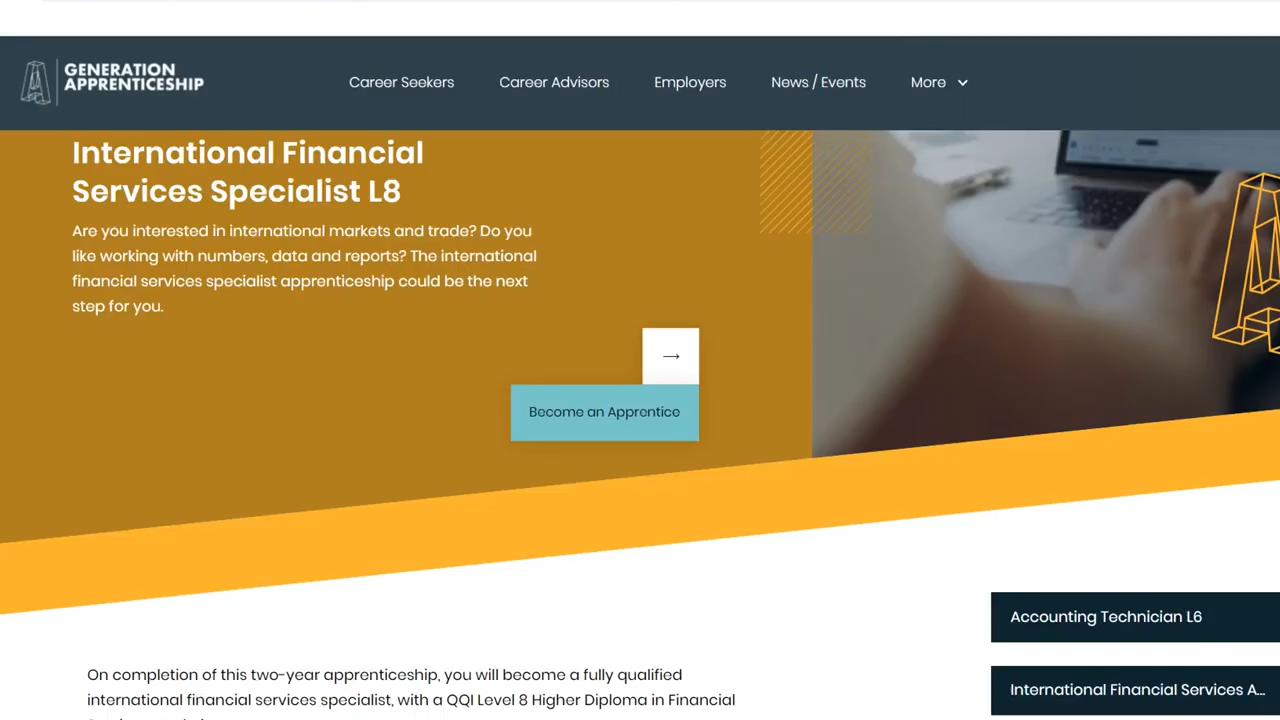 GENERATION
APPRENTICESHIP
Career Seekers
Career Advisors
Employers
News / Events
More
International Financial
Services Specialist L8
Are you interested in international markets and trade? Do you
like working with numbers, data and reports? The international
financial services specialist apprenticeship could be the next
step for you.
→
Become an Apprentice
Accounting Technician L6
International Financial Services A...
On completion of this two-year apprenticeship, you will become a fully qualified
international financial services specialist, with a QQI Level 8 Higher Diploma in Financial